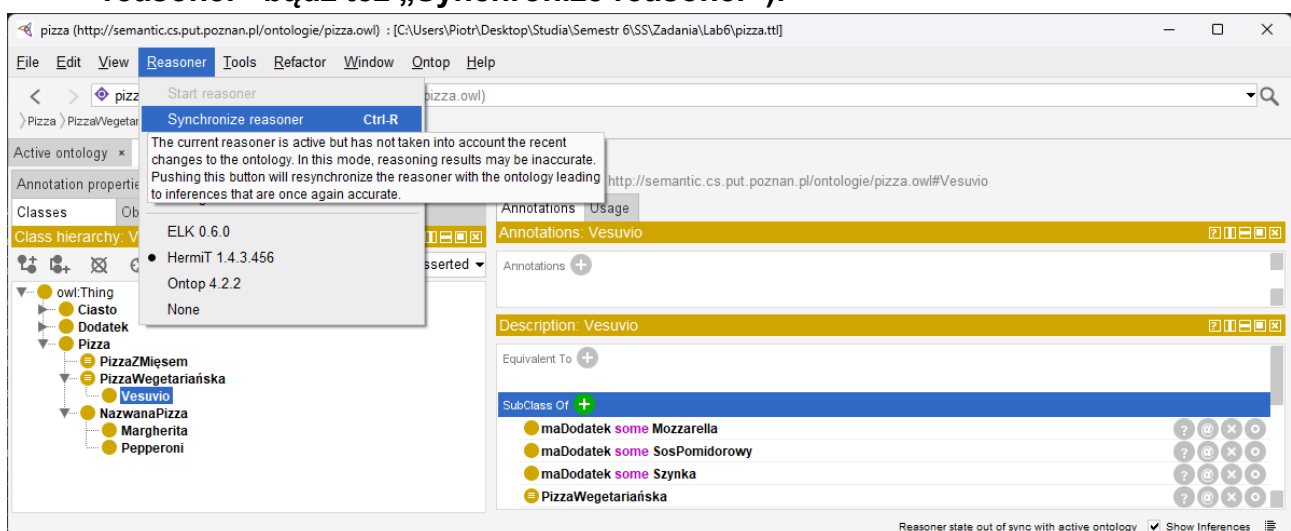 reasoner" bądź też „Synchronize reasoner").
pizza (http://semantic.cs.put.poznan.pl/ontologie/pizza.owl) : [C:\Users\Piotr\Desktop\Studia\Semestr 6\SS\Zadania\Lab6\pizza.ttl]
File Edit View Reasoner Tools Refactor Window Ontop Help
pizz
Start reasoner
pizza.owl)
Pizza PizzaWegetar
Synchronize reasoner Ctrl-R
The current reasoner is active but has not taken into account the recent
changes to the ontology. In this mode, reasoning results may be inaccurate.
Pushing this button will resynchronize the reasoner with the ontology leading
to inferences that are once again accurate.
Active ontology ×
Annotation propertie
http://semantic.cs.put.poznan.pl/ontologie/pizza.owl#Vesuvio
Classes Ob
Annotations Usage
Class hierarchy: V
ELK 0.6.0
HermiT 1.4.3.456
Ontop 4.2.2
None
sserted
owl:Thing
Ciasto
Dodatek
Pizza
PizzaZMięsem
PizzaWegetariańska
Vesuvio
NazwanaPizza
Margherita
Pepperoni
Annotations: Vesuvio
Annotations
Description: Vesuvio
Equivalent To
SubClass Of
maDodatek some Mozzarella
maDodatek some SosPomidorowy
maDodatek some Szynka
PizzaWegetariańska
Reasoner state out of sync with active ontology Show Inferences